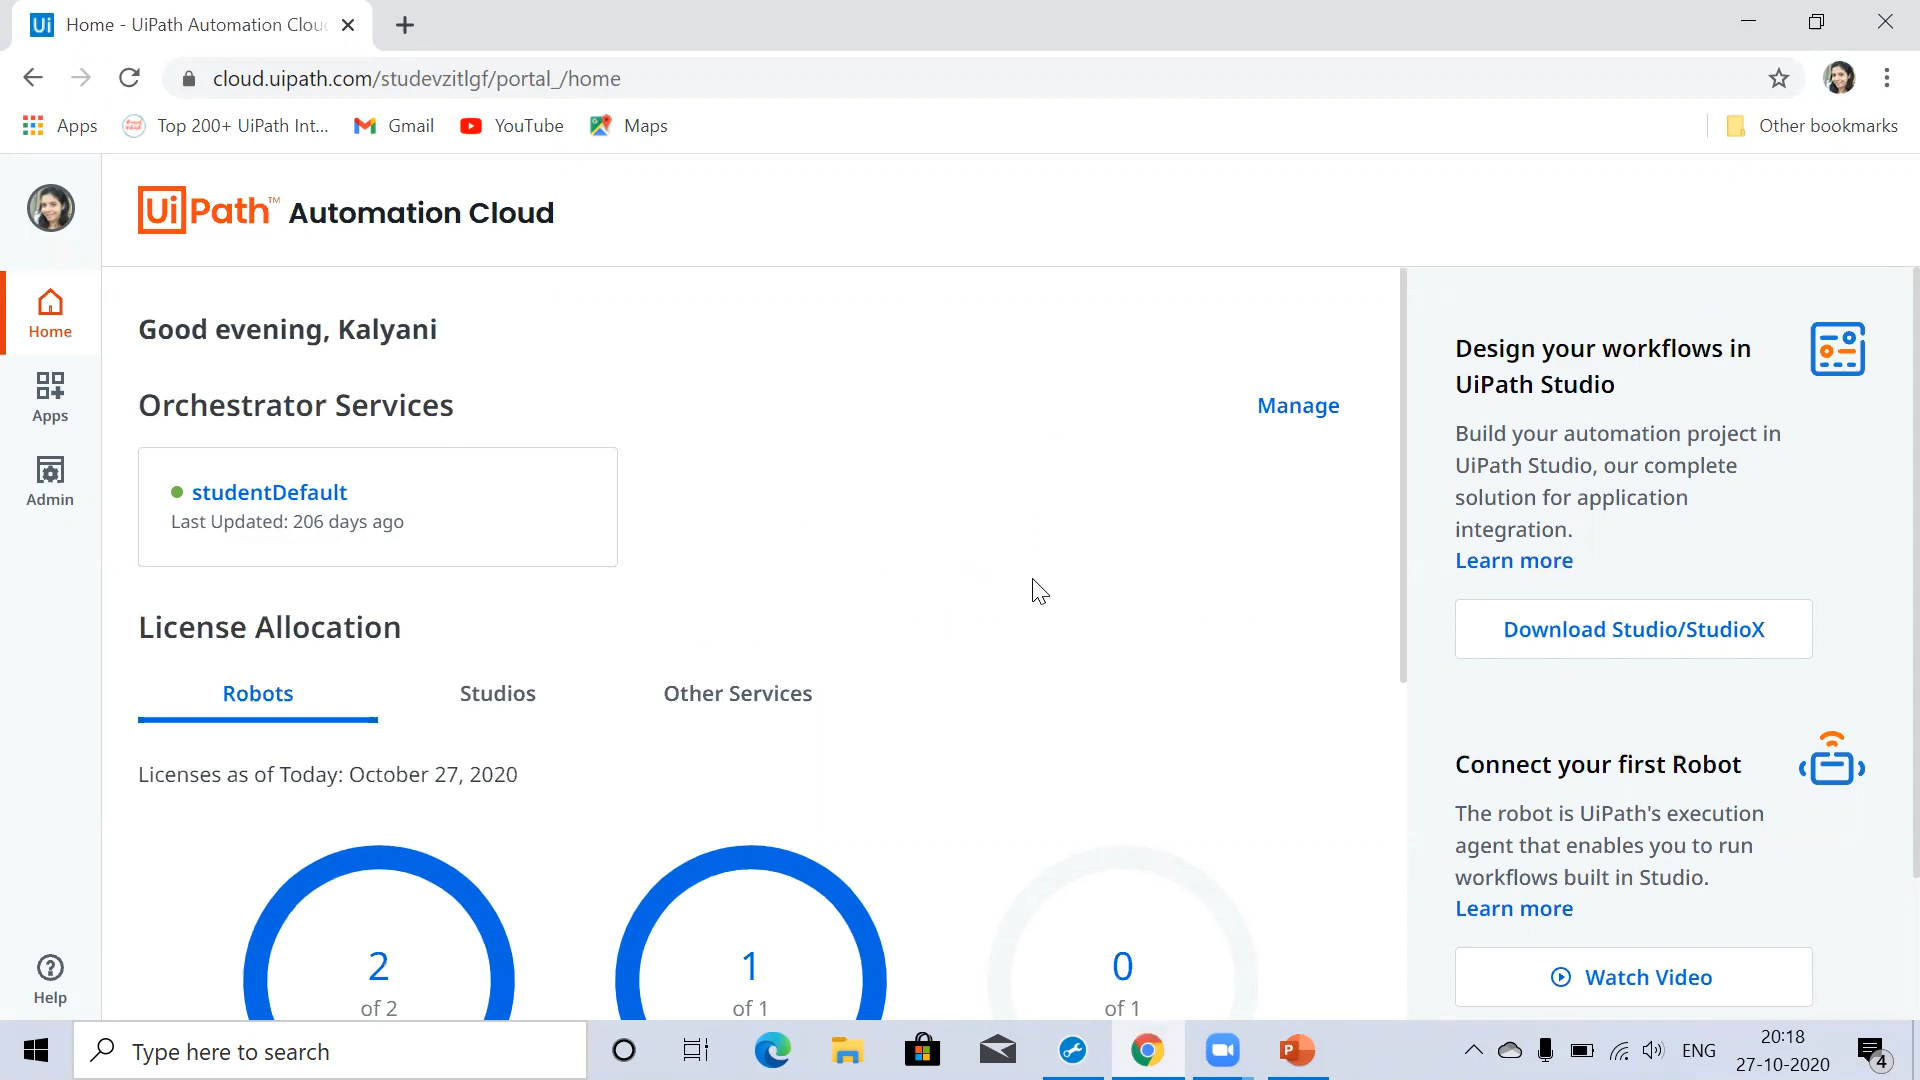 Ui Home - UiPath Automation Clou
cloud.uipath.com/studevzitlgf/portal_/home
Apps Top 200+ UiPath Int... Gmail YouTube Maps Other bookmarks
UiPath™ Automation Cloud
Home
Apps
Admin
Help
Good evening, Kalyani
Orchestrator Services Manage
studentDefault
Last Updated: 206 days ago
License Allocation
Robots Studios Other Services
Licenses as of Today: October 27, 2020
2 1 0
of 2 of 1 of 1
Design your workflows in
UiPath Studio
Build your automation project in
UiPath Studio, our complete
solution for application
integration.
Learn more
Download Studio/StudioX
Connect your first Robot
The robot is UiPath's execution
agent that enables you to run
workflows built in Studio.
Learn more
Watch Video
Type here to search
P
ENG
20:18
27-10-2020
4